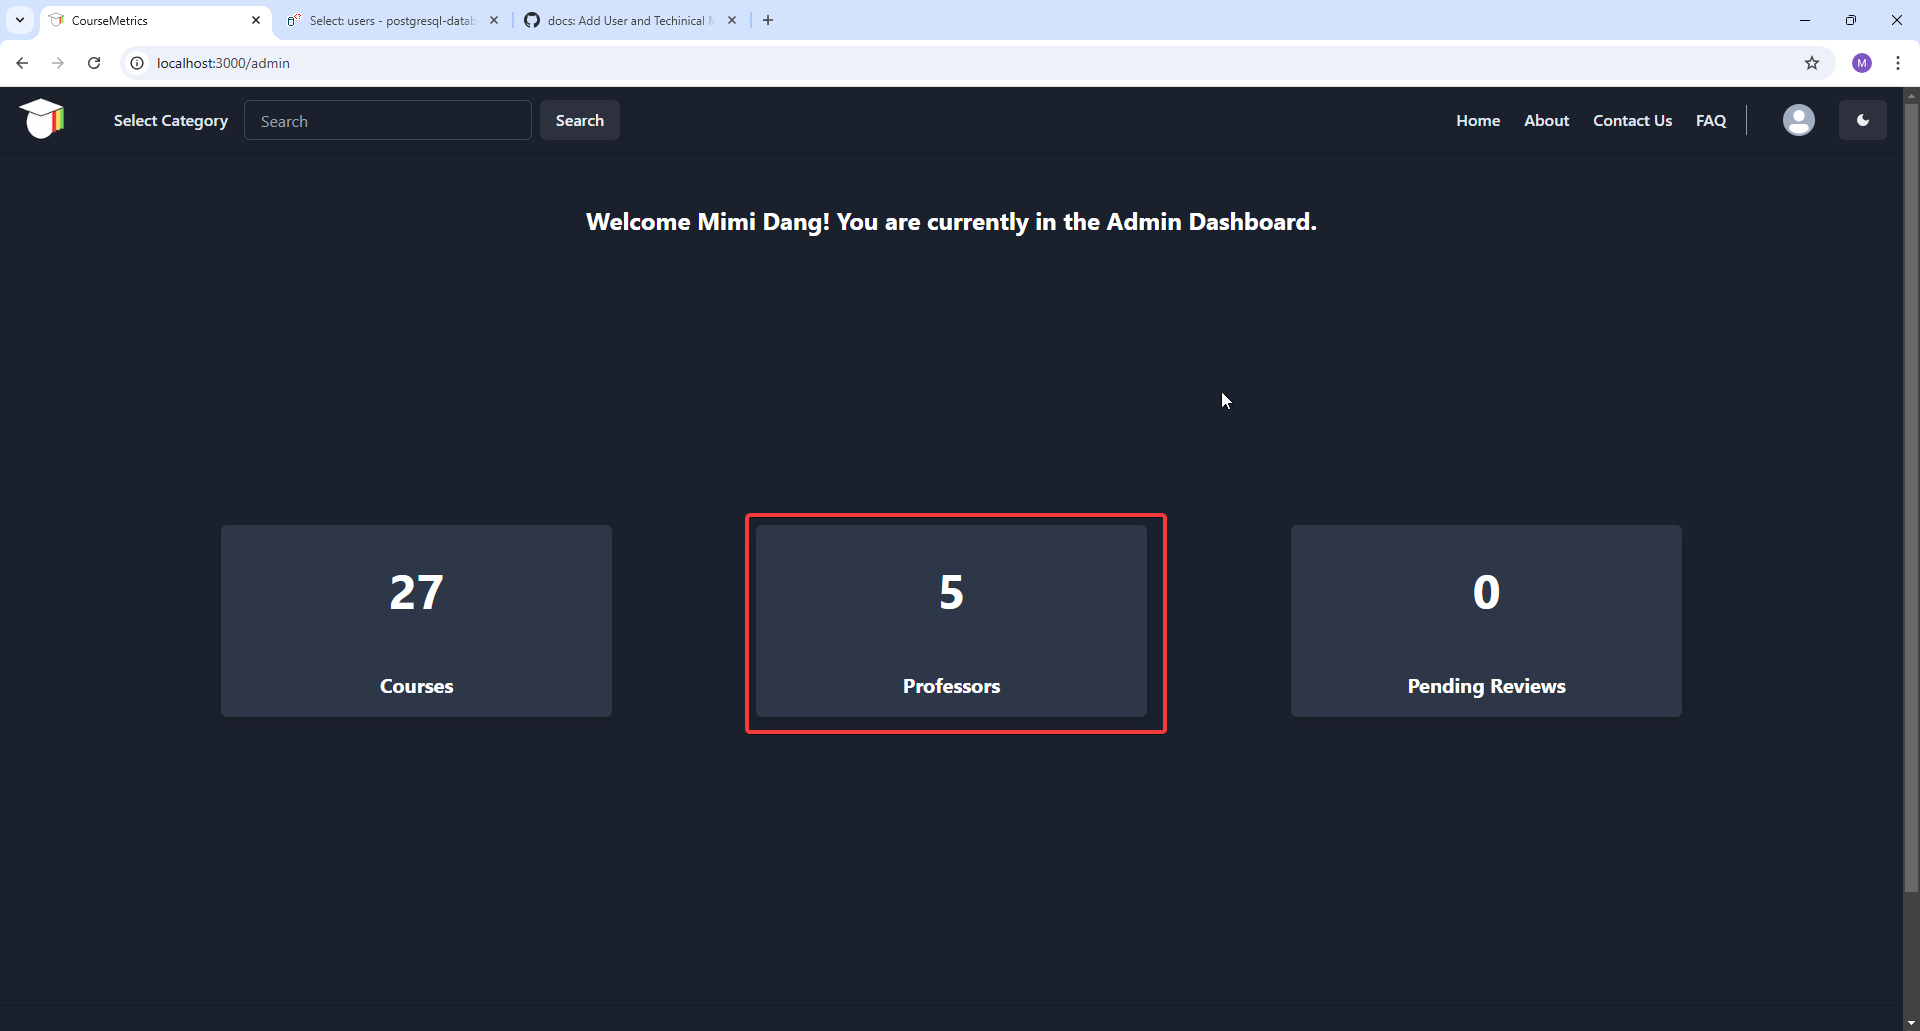 CourseMetrics
Select: users - postgresql-datab
docs: Add User and Techinical
localhost:3000/admin
M
Select Category
Search
Search
Home
About
Contact Us
FAQ
Welcome Mimi Dang! You are currently in the Admin Dashboard.
27
Courses
5
Professors
0
Pending Reviews